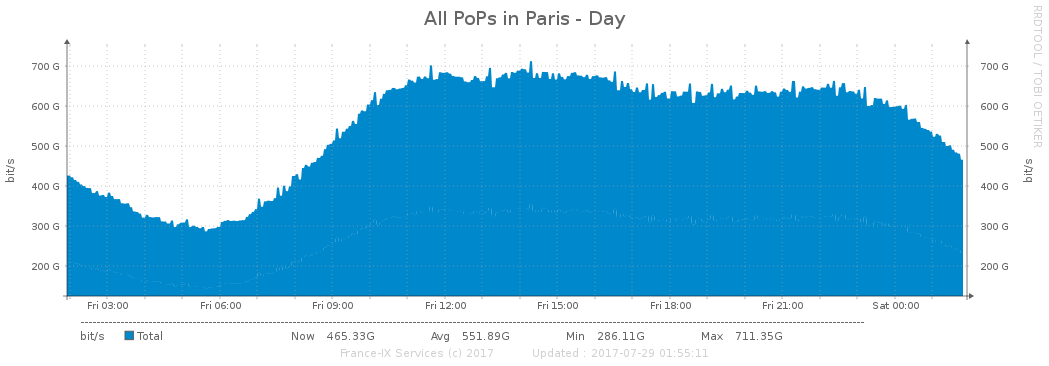 All PoPs in Paris - Day
RRDTOOL / TOBI OETIKER
bit/s
700 G
600 G
500 G
400 G
300 G
200 G
700 G
600 G
500 G
400 G
300 G
200 G
bit/s
Fri 03:00 Fri 06:00 Fri 09:00 Fri 12:00 Fri 15:00 Fri 18:00 Fri 21:00 Sat 00:00
bit/s Total Now 465.33G Avg 551.89G Min 286.11G Max 711.35G
France-IX Services (c) 2017 Updated : 2017-07-29 01:55:11